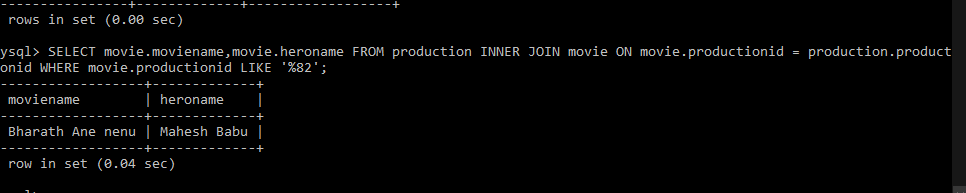 ---------------+-------------+------------------+
rows in set (0.00 sec)
ysql> SELECT movie.moviename,movie.heroname FROM production INNER JOIN movie ON movie.productionid = production.product
onid WHERE movie.productionid LIKE '%82';
-----------------+-------------+
moviename        | heroname    |
-----------------+-------------+
Bharath Ane nenu | Mahesh Babu |
-----------------+-------------+
row in set (0.04 sec)